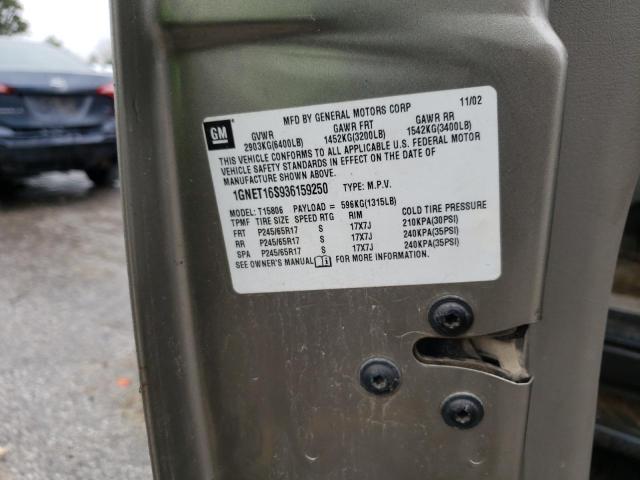 MFD BY GENERAL MOTORS CORP 11/02
GM
GVWR GAWR FRT GAWR RR
2903KG(6400LB) 1452KG(3200LB) 1542KG(3400LB)
THIS VEHICLE CONFORMS TO ALL APPLICABLE U.S. FEDERAL MOTOR
VEHICLE SAFETY STANDARDS IN EFFECT ON THE DATE OF
MANUFACTURE SHOWN ABOVE.
1GNET16S936159250 TYPE: M.P.V.
MODEL: T15806 PAYLOAD = 596KG(1315LB)
TPMF TIRE SIZE SPEED RTG RIM COLD TIRE PRESSURE
FRT P245/65R17 S 17X7J 210KPA(30PSI)
RR P245/65R17 S 17X7J 240KPA(35PSI)
SPA P245/65R17 S 17X7J 240KPA(35PSI)
SEE OWNER'S MANUAL FOR MORE INFORMATION.